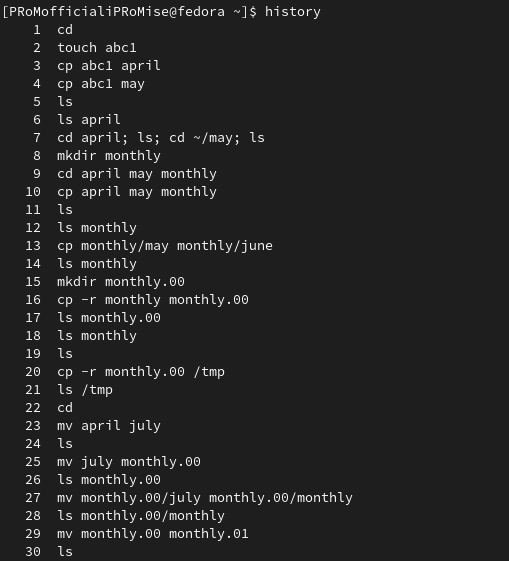 [PRoMofficialiPRoMise@fedora ~]$ history
1 cd
2 touch abc1
3 cp abc1 april
4 cp abc1 may
5 ls
6 ls april
7 cd april; ls; cd ~/may; ls
8 mkdir monthly
9 cd april may monthly
10 cp april may monthly
11 ls
12 ls monthly
13 cp monthly/may monthly/june
14 ls monthly
15 mkdir monthly.00
16 cp -r monthly monthly.00
17 ls monthly.00
18 ls monthly
19 ls
20 cp -r monthly.00 /tmp
21 ls /tmp
22 cd
23 mv april july
24 ls
25 mv july monthly.00
26 ls monthly.00
27 mv monthly.00/july monthly.00/monthly
28 ls monthly.00/monthly
29 mv monthly.00 monthly.01
30 ls